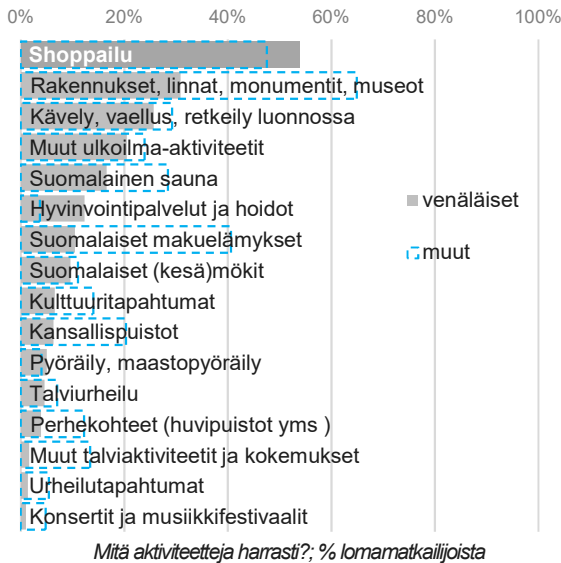 0% 20% 40% 60% 80% 100%
Shoppailu
Rakennukset, linnat, monumentit, museot
Kävely, vaellus, retkeily luonnossa
Muut ulkoilma-aktiviteetit
Suomalainen sauna
venäläiset
Hyvinvointipalvelut ja hoidot
Suomalaiset makuelämykset
muut
Suomalaiset (kesä)mökit
Kulttuuritapahtumat
Kansallispuistot
Pyöräily, maastopyöräily
Talviurheilu
Perhekohteet (huvipuistot yms )
Muut talviaktiviteetit ja kokemukset
Urheilutapahtumat
Konsertit ja musiikkifestivaalit
Mitä aktiviteetteja harrasti?; % lomamatkailijoista